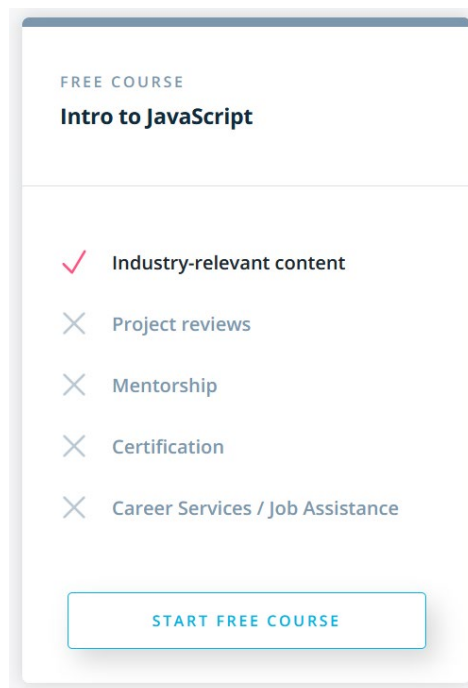 FREE COURSE
Intro to JavaScript
Industry-relevant content
Project reviews
Mentorship
Certification
Career Services / Job Assistance
START FREE COURSE